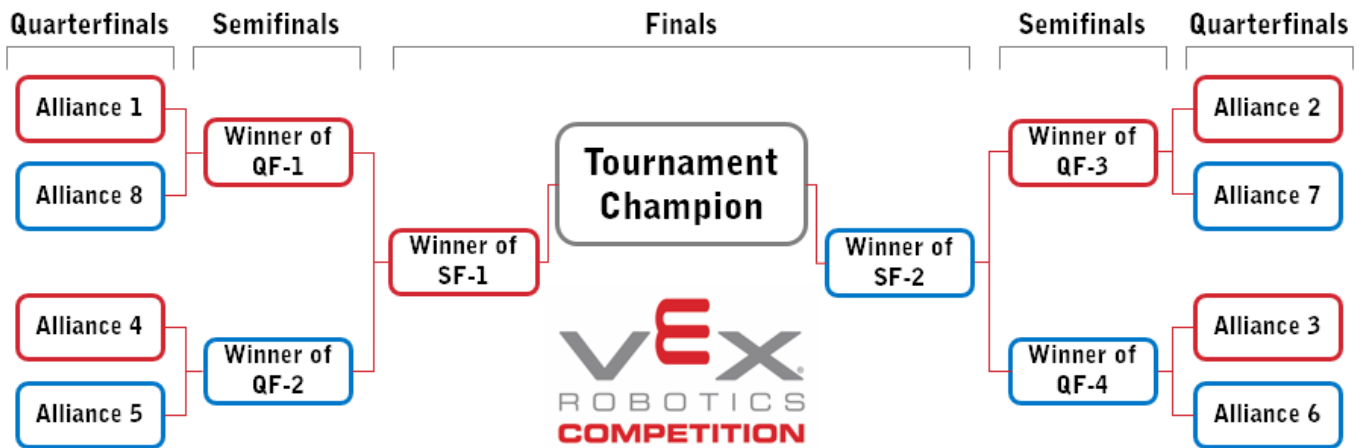 Quarterfinals
Semifinals
Finals
Semifinals
Quarterfinals
Alliance 1
Alliance 8
Alliance 4
Alliance 5
Winner of
QF-1
Winner of
QF-2
Winner of
SF-1
Tournament
Champion
Winner of
SF-2
Winner of
QF-3
Winner of
QF-4
Alliance 2
Alliance 7
Alliance 3
Alliance 6
VEX®
ROBOTICS
COMPETITION